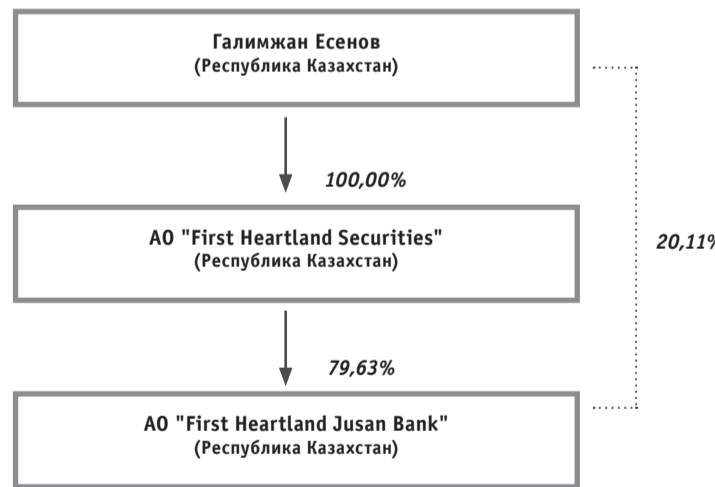 Галимжан Есенов
(Республика Казахстан)
100,00%
АО "First Heartland Securities"
(Республика Казахстан)
20,11%
79,63%
АО "First Heartland Jusan Bank"
(Республика Казахстан)